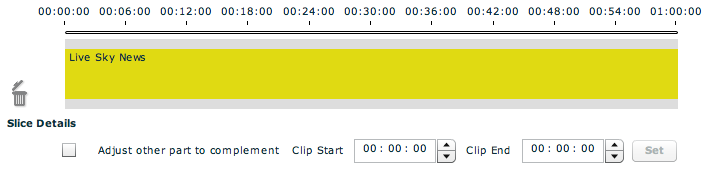 00:00:00 00:06:00 00:12:00 00:18:00 00:24:00 00:30:00 00:36:00 00:42:00 00:48:00 00:54:00 01:00:00
Live Sky News
Slice Details
Adjust other part to complement Clip Start 00 : 00 : 00 Clip End 00 : 00 : 00 Set